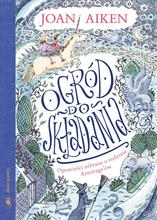 JOAN AIKEN
OGRÓD
DO
SKŁADANIA
Opowieści zebrane o rodzinie
Armitage'ów